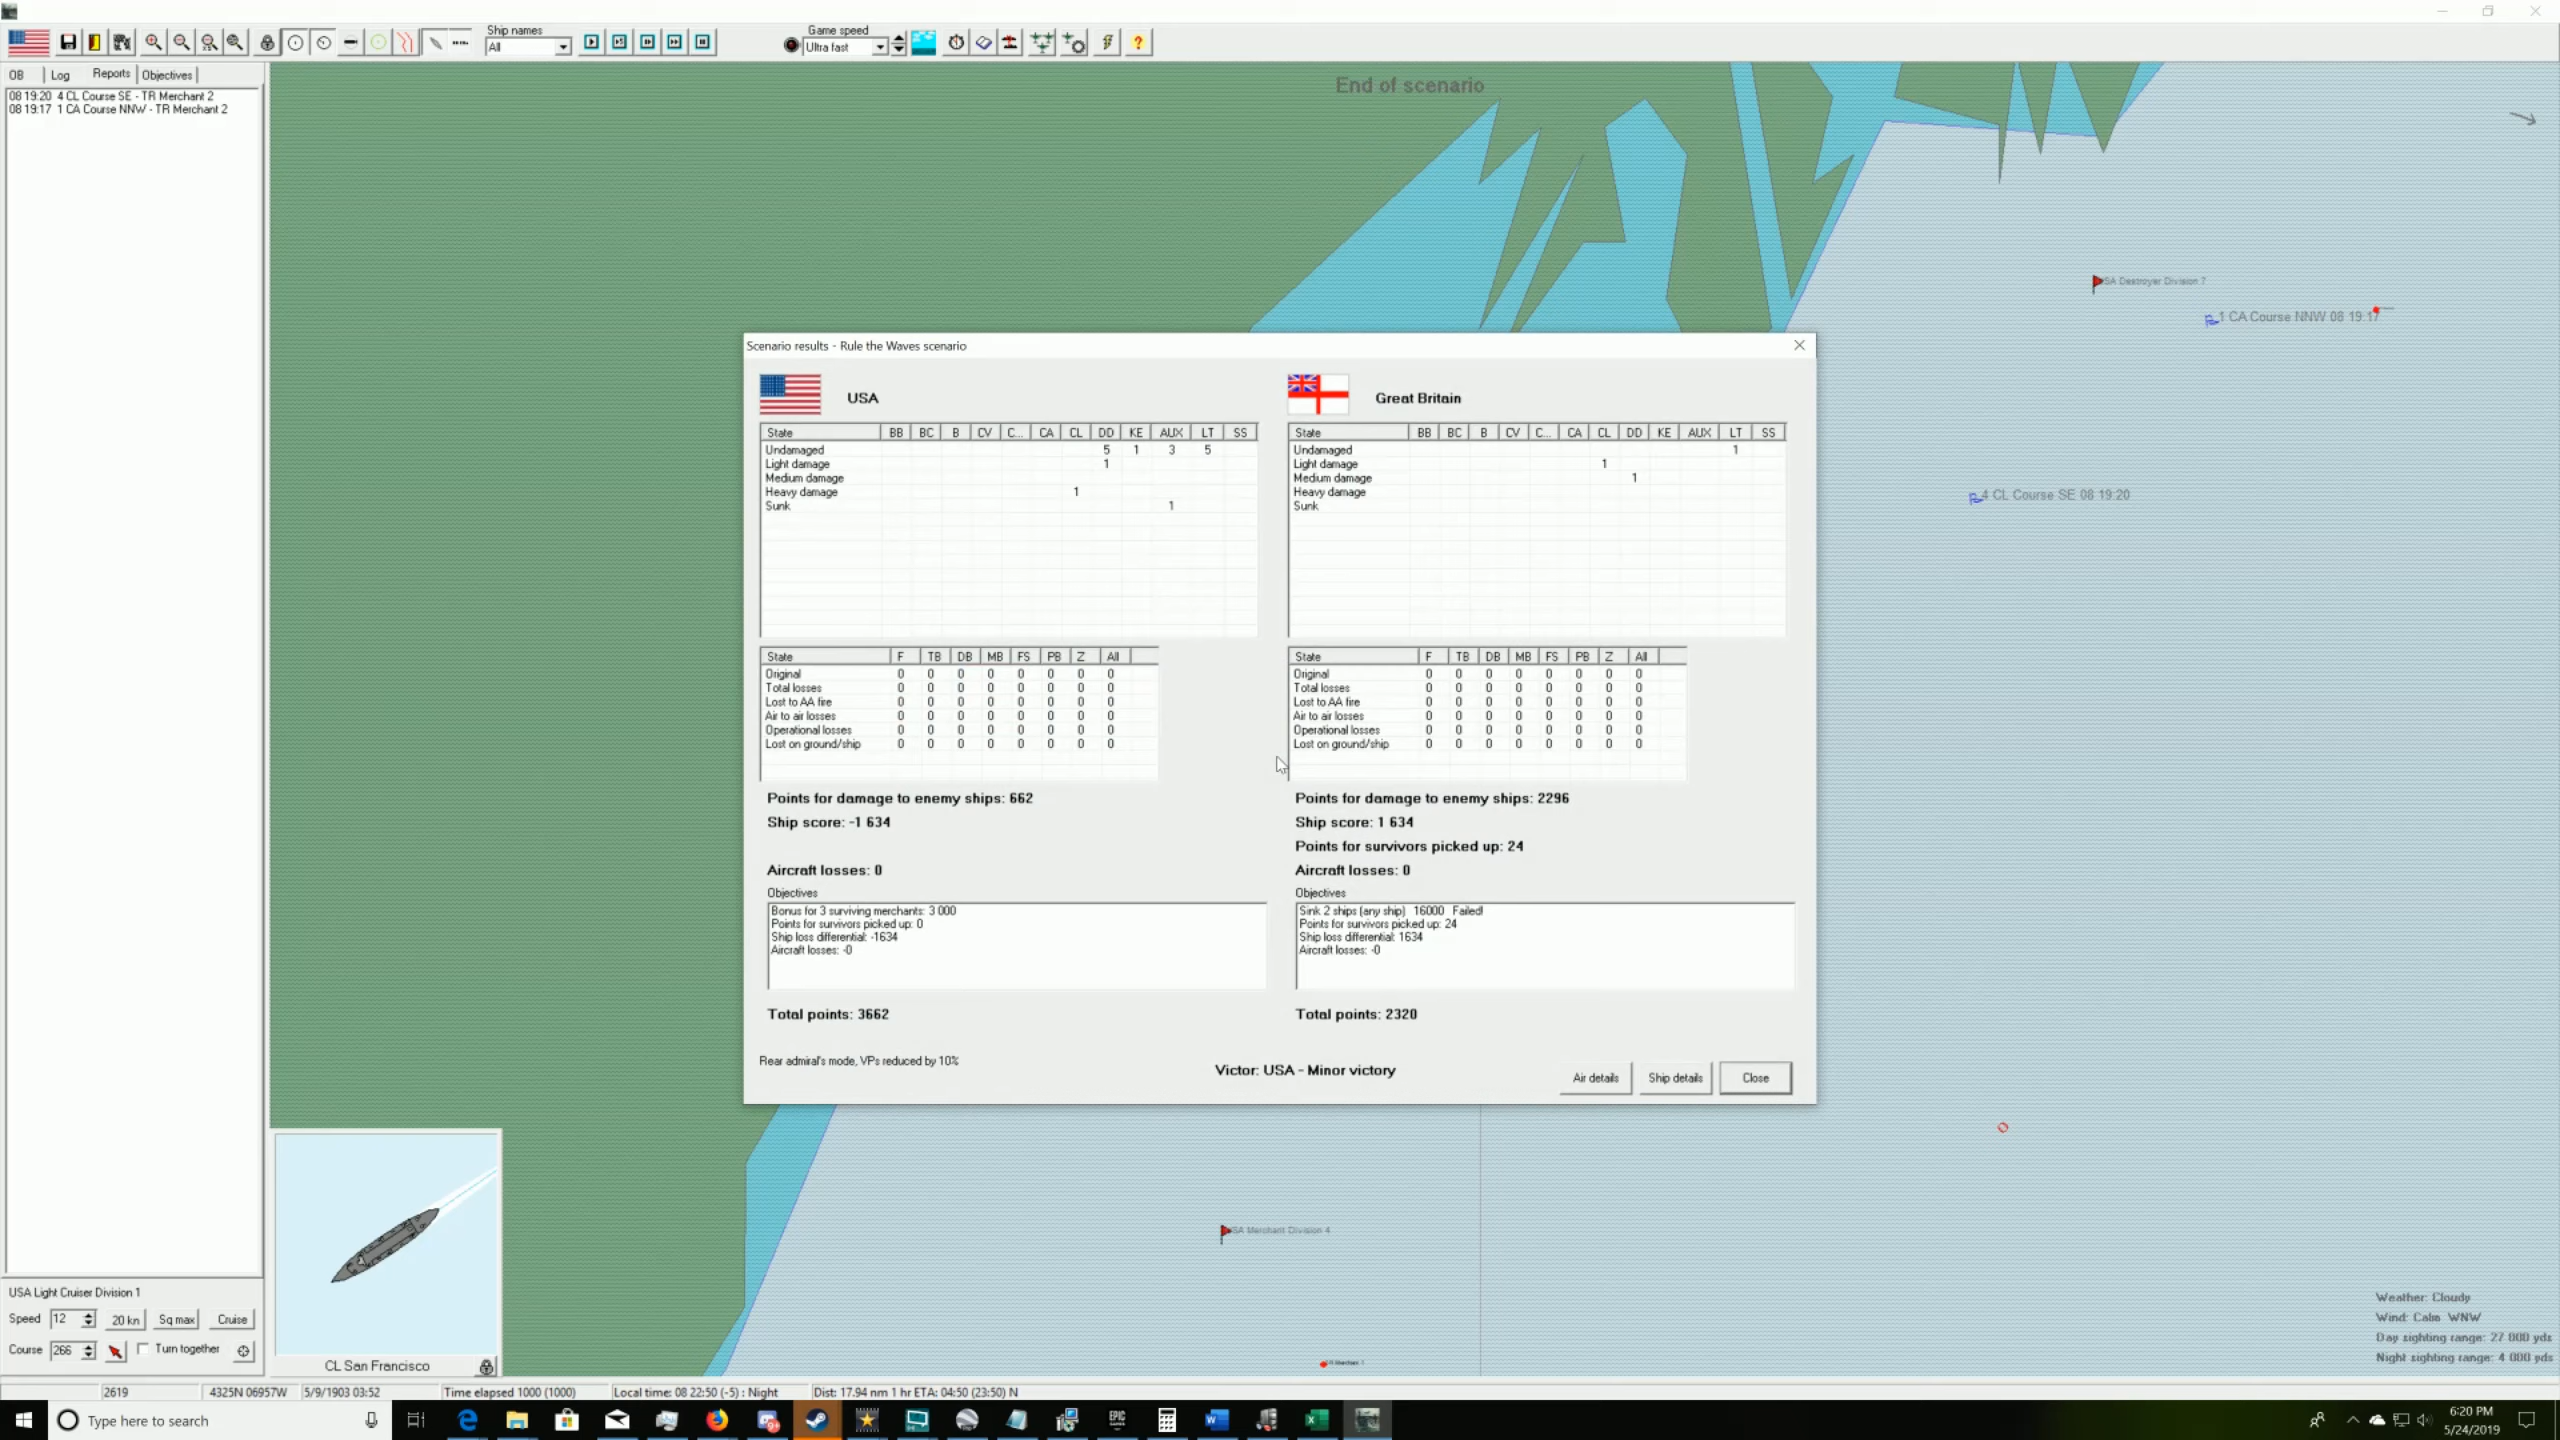 Ship names
All
Game speed
Ultra fast
OB Log Reports Objectives
08 19:20 4 CL Course SE - TR Merchant 2
08 19:17 1 CA Course NNW - TR Merchant 2
End of scenario
SA Destroyer Division 7
1 CA Course NNW 08 19:17
4 CL Course SE 08 19:20
Scenario results - Rule the Waves scenario
USA
State BB BC B CV C... CA CL DD KE AUX LT SS
Undamaged 5 1 3 5
Light damage 1
Medium damage
Heavy damage 1
Sunk 1
State F TB DB MB FS PB Z All
Original 0 0 0 0 0 0 0 0
Total losses 0 0 0 0 0 0 0 0
Lost to AA fire 0 0 0 0 0 0 0 0
Air to air losses 0 0 0 0 0 0 0 0
Operational losses 0 0 0 0 0 0 0 0
Lost on ground/ship 0 0 0 0 0 0 0 0
Points for damage to enemy ships: 662
Ship score: -1 634
Aircraft losses: 0
Objectives
Bonus for 3 surviving merchants: 3 000
Points for survivors picked up: 0
Ship loss differential: -1634
Aircraft losses: -0
Total points: 3662
Great Britain
State BB BC B CV C... CA CL DD KE AUX LT SS
Undamaged 1
Light damage 1
Medium damage 1
Heavy damage
Sunk
State F TB DB MB FS PB Z All
Original 0 0 0 0 0 0 0 0
Total losses 0 0 0 0 0 0 0 0
Lost to AA fire 0 0 0 0 0 0 0 0
Air to air losses 0 0 0 0 0 0 0 0
Operational losses 0 0 0 0 0 0 0 0
Lost on ground/ship 0 0 0 0 0 0 0 0
Points for damage to enemy ships: 2296
Ship score: 1 634
Points for survivors picked up: 24
Aircraft losses: 0
Objectives
Sink 2 ships (any ship) 16000 Failed!
Points for survivors picked up: 24
Ship loss differential: 1634
Aircraft losses: -0
Total points: 2320
Rear admiral's mode, VPs reduced by 10%
Victor: USA - Minor victory
Air details Ship details Close
SA Merchant Division 4
Weather: Cloudy
Wind: Calm WNW
Day sighting range: 27 000 yds
Night sighting range: 4 000 yds
USA Light Cruiser Division 1
Speed 12 20 kn Sq max Cruise
Course 266 Turn together
CL San Francisco
2619 4325N 06957W 5/9/1903 03:52 Time elapsed 1000 (1000) Local time: 08 22:50 (-5) : Night Dist: 17.94 nm 1 hr ETA: 04:50 (23:50) N
Type here to search
EPIC
6:20 PM
5/24/2019